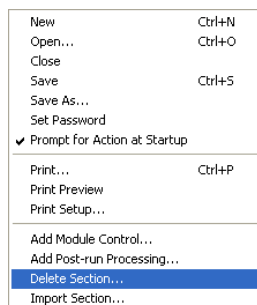 New Ctrl+N
Open... Ctrl+O
Close
Save Ctrl+S
Save As...
Set Password
Prompt for Action at Startup
Print... Ctrl+P
Print Preview
Print Setup...
Add Module Control...
Add Post-run Processing...
Delete Section...
Import Section...